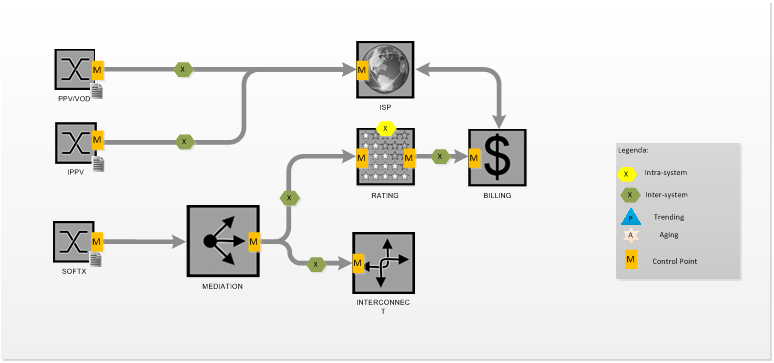 M
X
M
ISP
PPV/VOD
M
X
IPPV
X
M
M
X
M
$
RATING
BILLING
X
M
SOFTX
M
MEDIATION
X
M
INTERCONNEC
T
Legenda:
X Intra-system
X Inter-system
P Trending
A Aging
M Control Point